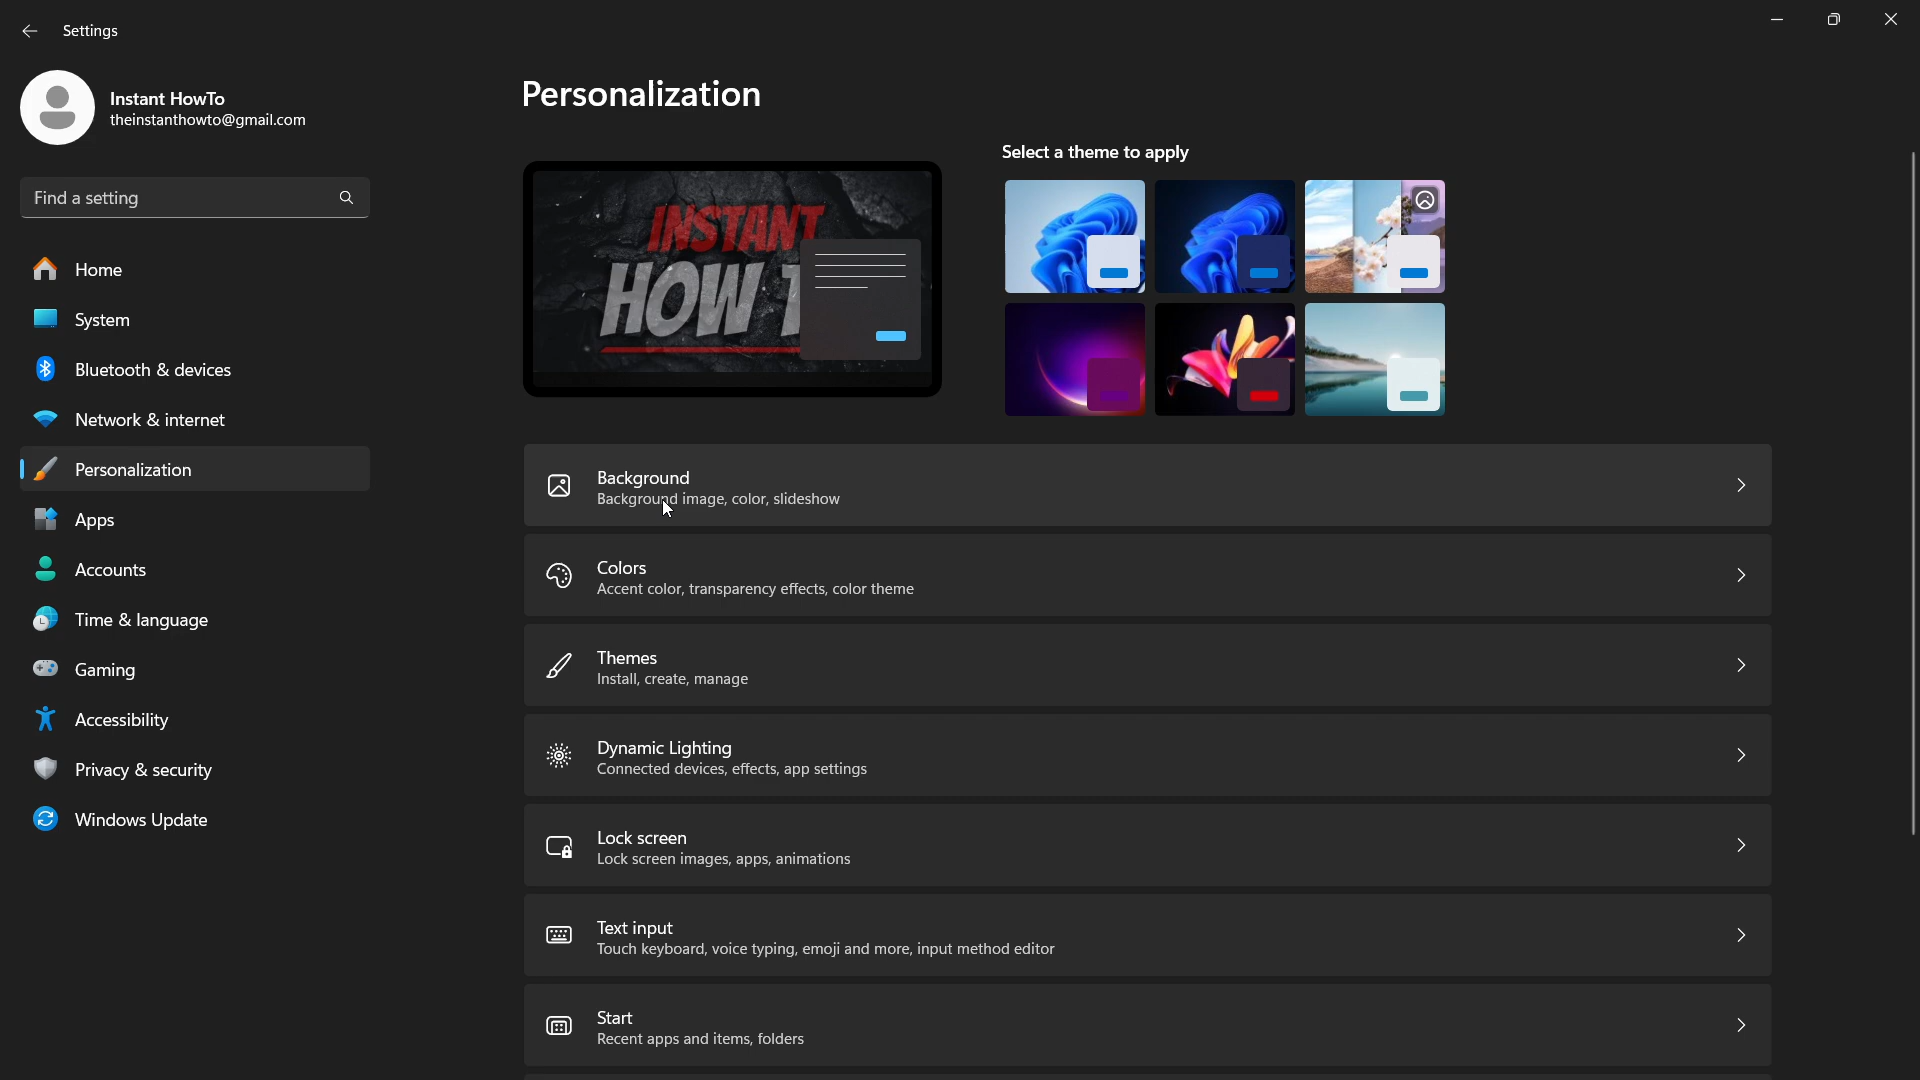 Settings
Instant HowTo
theinstanthowto@gmail.com
Find a setting
Home
System
Bluetooth & devices
Network & internet
Personalization
Apps
Accounts
Time & language
Gaming
Accessibility
Privacy & security
Windows Update
Personalization
INSTANT
HOW T
Select a theme to apply
Background
Background image, color, slideshow
Colors
Accent color, transparency effects, color theme
Themes
Install, create, manage
Dynamic Lighting
Connected devices, effects, app settings
Lock screen
Lock screen images, apps, animations
Text input
Touch keyboard, voice typing, emoji and more, input method editor
Start
Recent apps and items, folders